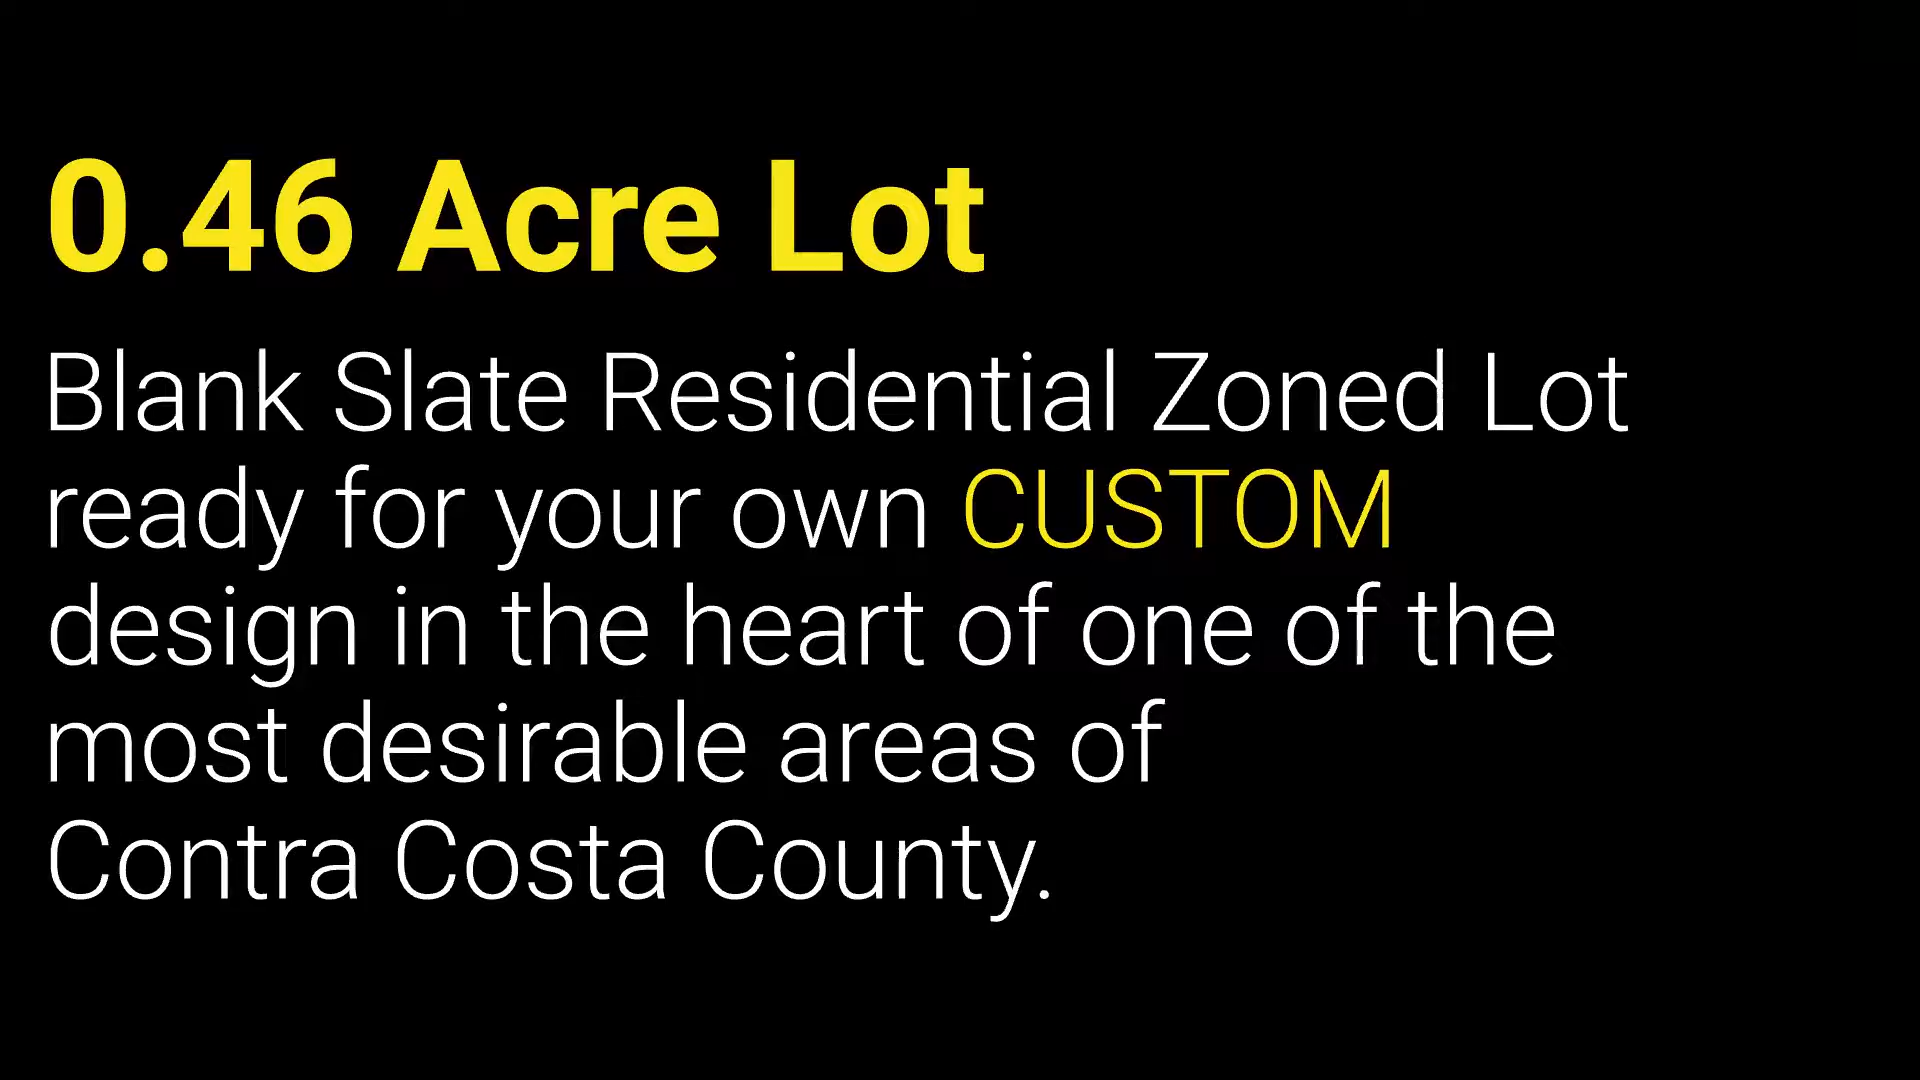 0.46 Acre Lot
Blank Slate Residential Zoned Lot
ready for your own CUSTOM
design in the heart of one of the
most desirable areas of
Contra Costa County.